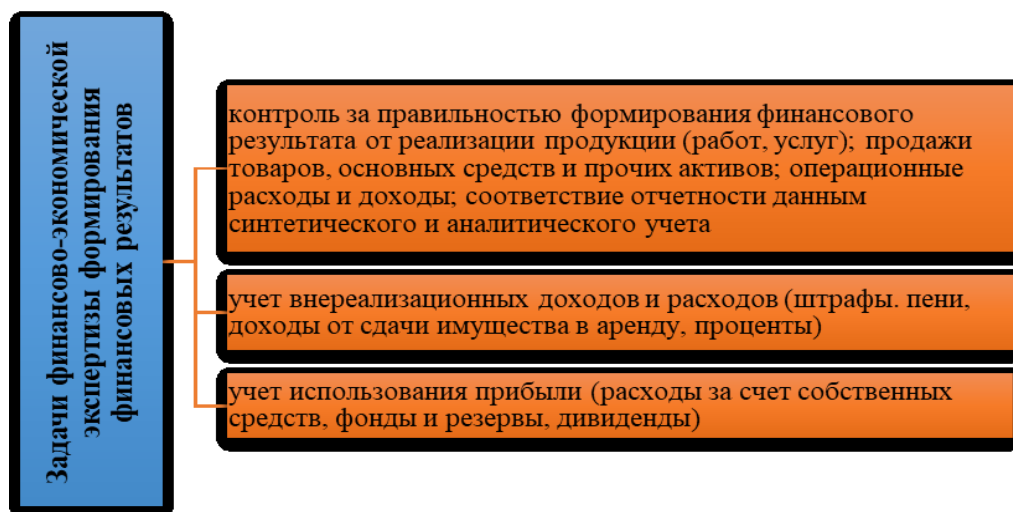 Задачи финансово-экономической
экспертизы формирования
финансовых результатов
контроль за правильностью формирования финансового
результата от реализации продукции (работ, услуг); продажи
товаров, основных средств и прочих активов; операционные
расходы и доходы; соответствие отчетности данным
синтетического и аналитического учета
учет внереализационных доходов и расходов (штрафы. пени,
доходы от сдачи имущества в аренду, проценты)
учет использования прибыли (расходы за счет собственных
средств, фонды и резервы, дивиденды)